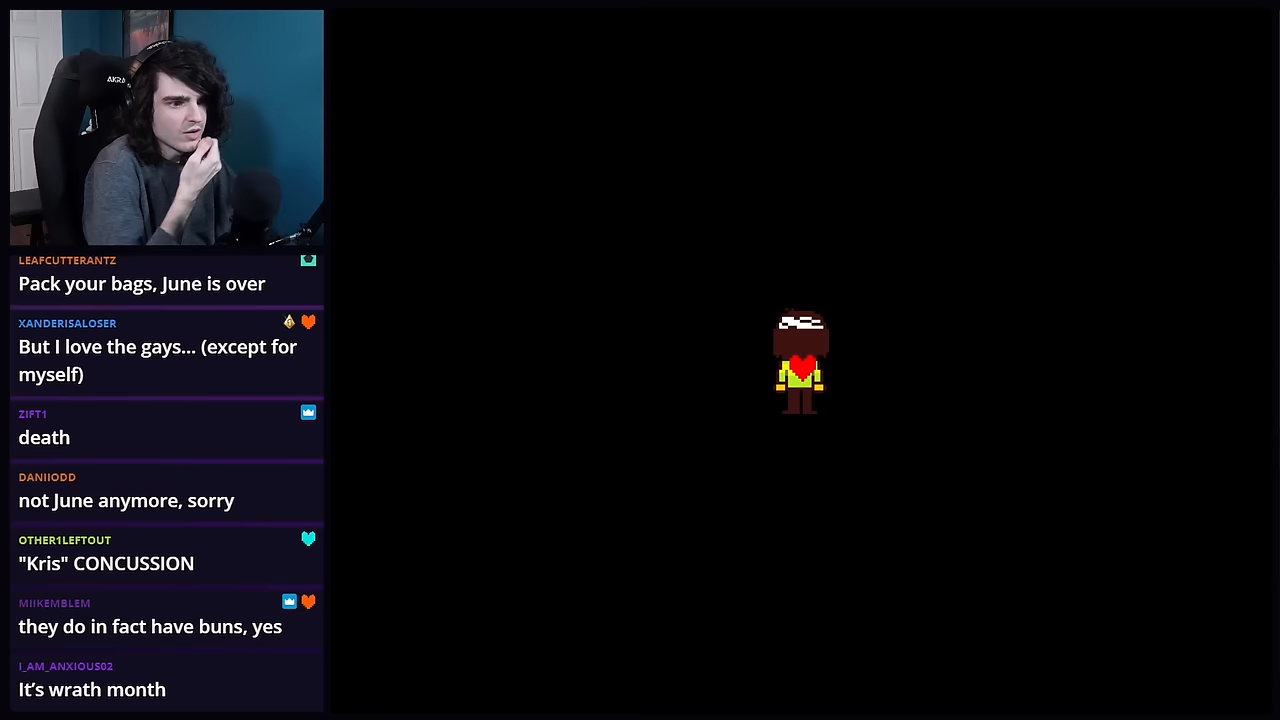 AKRA
LEAFCUTTERANTZ
Pack your bags, June is over
XANDERISALOSER
But I love the gays... (except for
myself)
ZIFT1
death
DANIIODD
not June anymore, sorry
OTHER1LEFTOUT
"Kris" CONCUSSION
MIIKEMBLEM
they do in fact have buns, yes
I_AM_ANXIOUS02
It’s wrath month